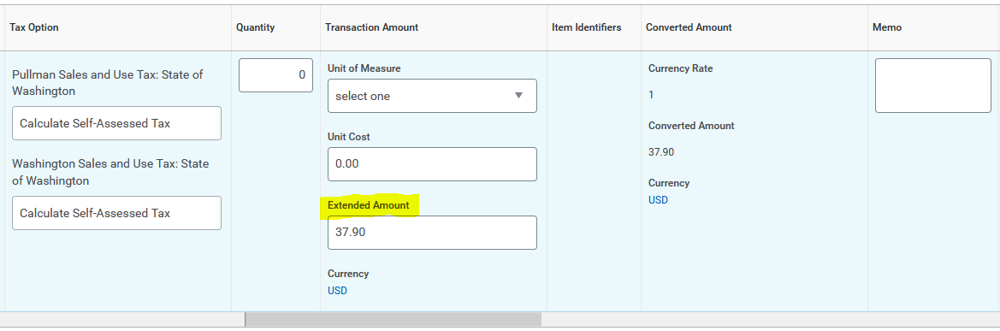 Tax Option
Quantity
Transaction Amount
Item Identifiers
Converted Amount
Memo
Pullman Sales and Use Tax: State of
Washington
Calculate Self-Assessed Tax
Washington Sales and Use Tax: State
of Washington
Calculate Self-Assessed Tax
0
Unit of Measure
select one
Unit Cost
0.00
Extended Amount
37.90
Currency
USD
Currency Rate
1
Converted Amount
37.90
Currency
USD